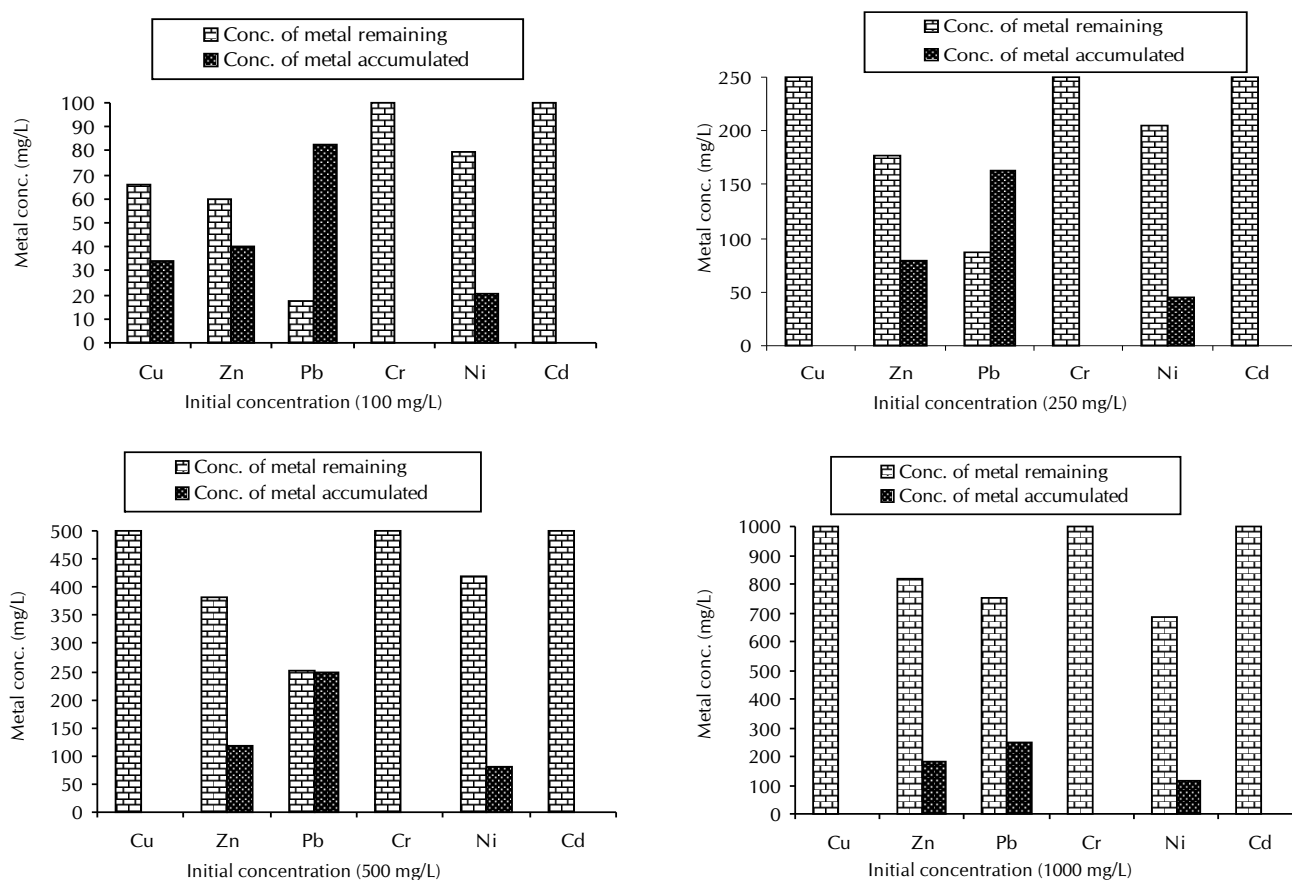 Conc. of metal remaining
Conc. of metal accumulated
Metal conc. (mg/L)
100
90
80
70
60
50
40
30
20
10
0
Cu Zn Pb Cr Ni Cd
Initial concentration (100 mg/L)
Conc. of metal remaining
Conc. of metal accumulated
Metal conc. (mg/L)
250
200
150
100
50
0
Cu Zn Pb Cr Ni Cd
Initial concentration (250 mg/L)
Conc. of metal remaining
Conc. of metal accumulated
Metal conc. (mg/L)
500
450
400
350
300
250
200
150
100
50
0
Cu Zn Pb Cr Ni Cd
Initial concentration (500 mg/L)
Conc. of metal remaining
Conc. of metal accumulated
Metal conc. (mg/L)
1000
900
800
700
600
500
400
300
200
100
0
Cu Zn Pb Cr Ni Cd
Initial concentration (1000 mg/L)